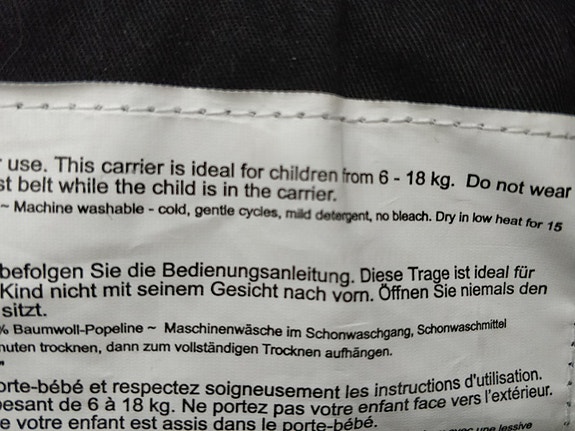 use. This carrier is ideal for children from 6 - 18 kg. Do not wear
st belt while the child is in the carrier.
~ Machine washable - cold, gentle cycles, mild detergent, no bleach. Dry in low heat for 15
befolgen Sie die Bedienungsanleitung. Diese Trage ist ideal für
Kind nicht mit seinem Gesicht nach vorn. Öffnen Sie niemals den
sitzt.
% Baumwoll-Popeline ~ Maschinenwäsche im Schonwaschgang, Schonwaschmittel
nuten trocknen, dann zum vollständigen Trocknen aufhängen.
orte-bébé et respectez soigneusement les instructions d'utilisation.
pesant de 6 à 18 kg. Ne portez pas votre enfant face vers l'extérieur.
e votre enfant est assis dans le porte-bébé.
avec une lessive